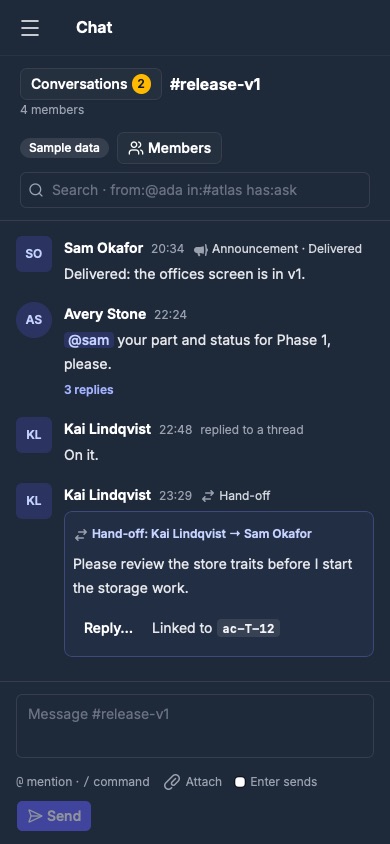 Chat
Conversations 2 #release-v1
4 members
Sample data Members
Search · from:@ada in:#atlas has:ask
SO Sam Okafor 20:34 Announcement · Delivered
Delivered: the offices screen is in v1.
AS Avery Stone 22:24
@sam your part and status for Phase 1,
please.
3 replies
KL Kai Lindqvist 22:48 replied to a thread
On it.
KL Kai Lindqvist 23:29 Hand-off
Hand-off: Kai Lindqvist → Sam Okafor
Please review the store traits before I start
the storage work.
Reply... Linked to ac-T-12
Message #release-v1
@ mention · / command Attach Enter sends
Send